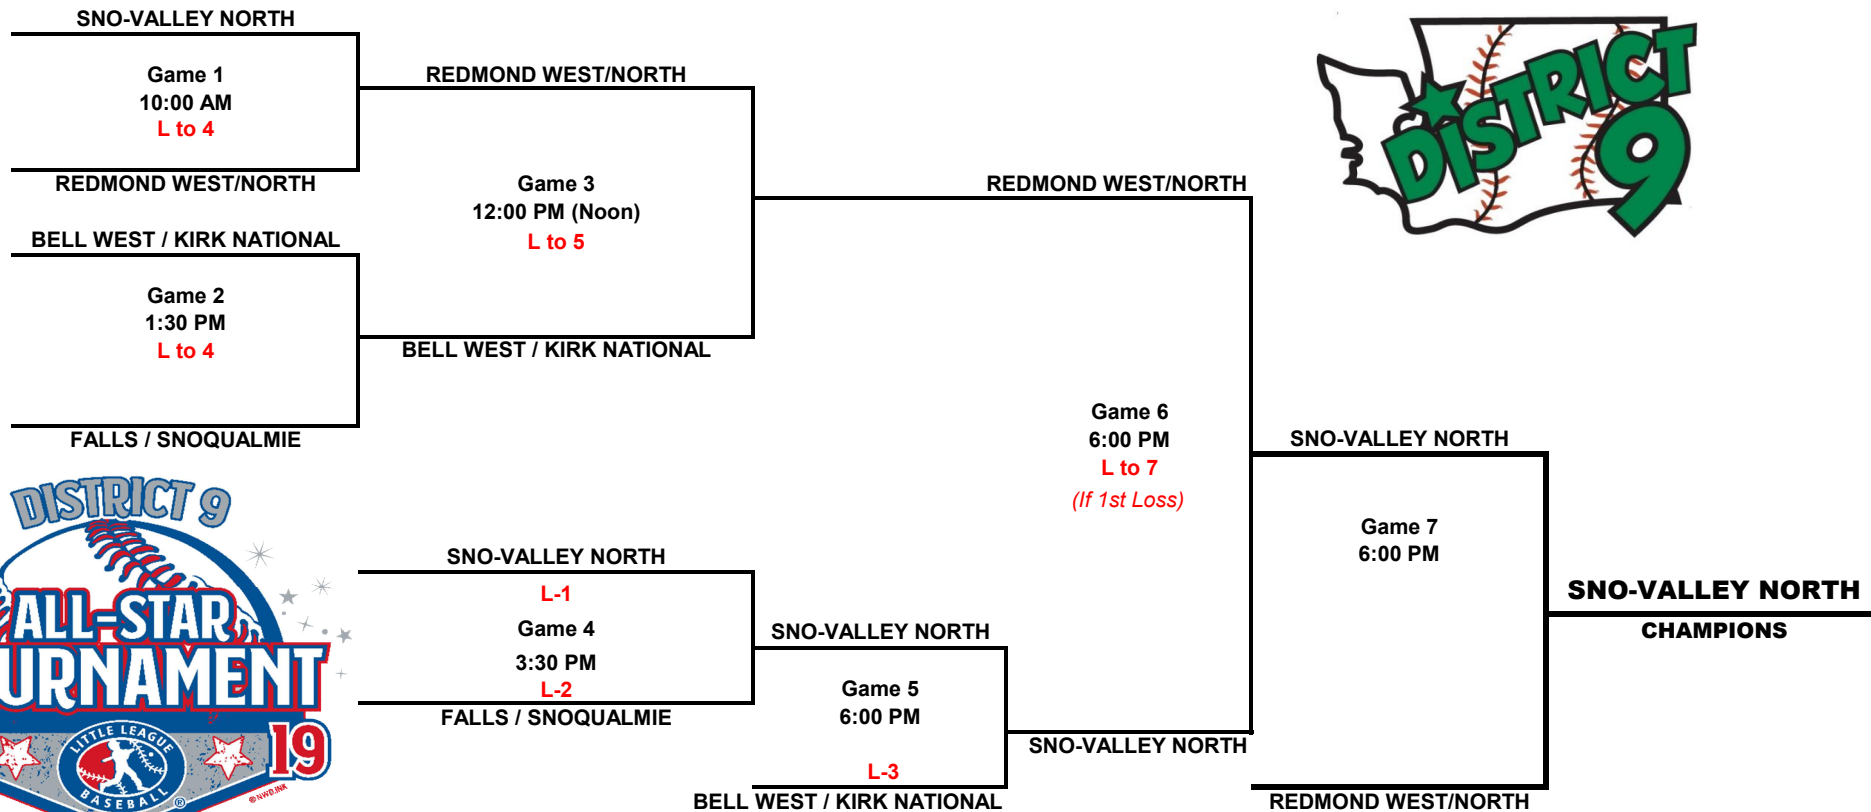 SNO-VALLEY NORTH
Game 1
10:00 AM
L to 4
REDMOND WEST/NORTH
BELL WEST / KIRK NATIONAL
Game 2
1:30 PM
L to 4
FALLS / SNOQUALMIE
REDMOND WEST/NORTH
Game 3
12:00 PM (Noon)
L to 5
BELL WEST / KIRK NATIONAL
REDMOND WEST/NORTH
DISTRICT
9
Game 6
6:00 PM
L to 7
(If 1st Loss)
SNO-VALLEY NORTH
Game 7
6:00 PM
SNO-VALLEY NORTH
CHAMPIONS
DISTRICT 9
ALL-STAR
URNAMENT
19
LITTLE LEAGUE
BASEBALL
®
© NWD.INK
SNO-VALLEY NORTH
L-1
Game 4
3:30 PM
L-2
FALLS / SNOQUALMIE
SNO-VALLEY NORTH
Game 5
6:00 PM
L-3
BELL WEST / KIRK NATIONAL
SNO-VALLEY NORTH
REDMOND WEST/NORTH